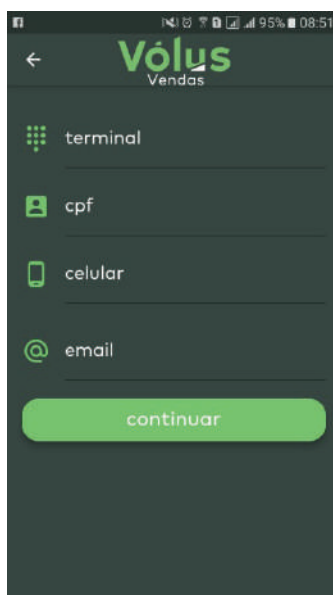 95% 08:51
Vólus
Vendas
terminal
cpf
celular
email
continuar